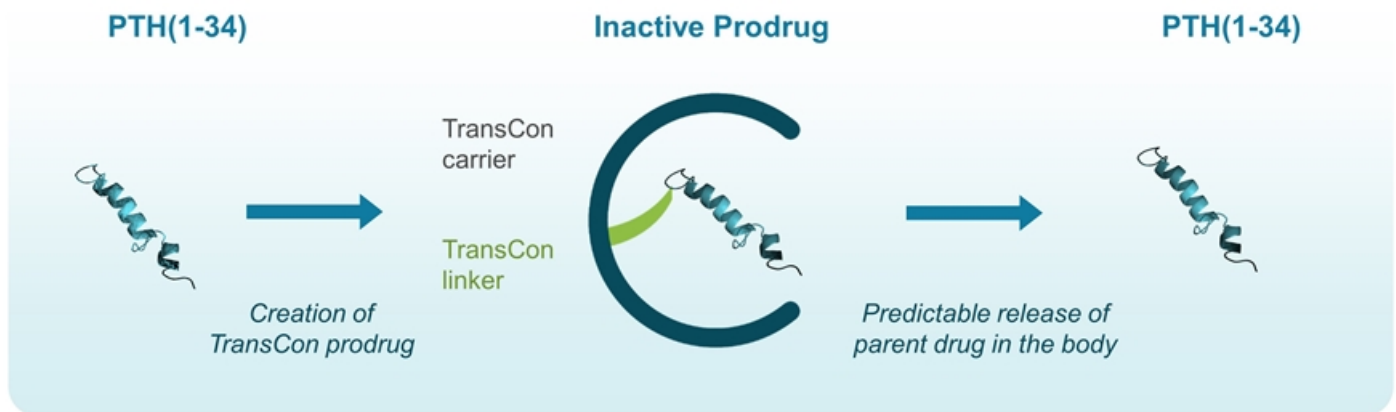 PTH(1-34)
Inactive Prodrug
PTH(1-34)
TransCon
carrier
TransCon
linker
Creation of
TransCon prodrug
Predictable release of
parent drug in the body